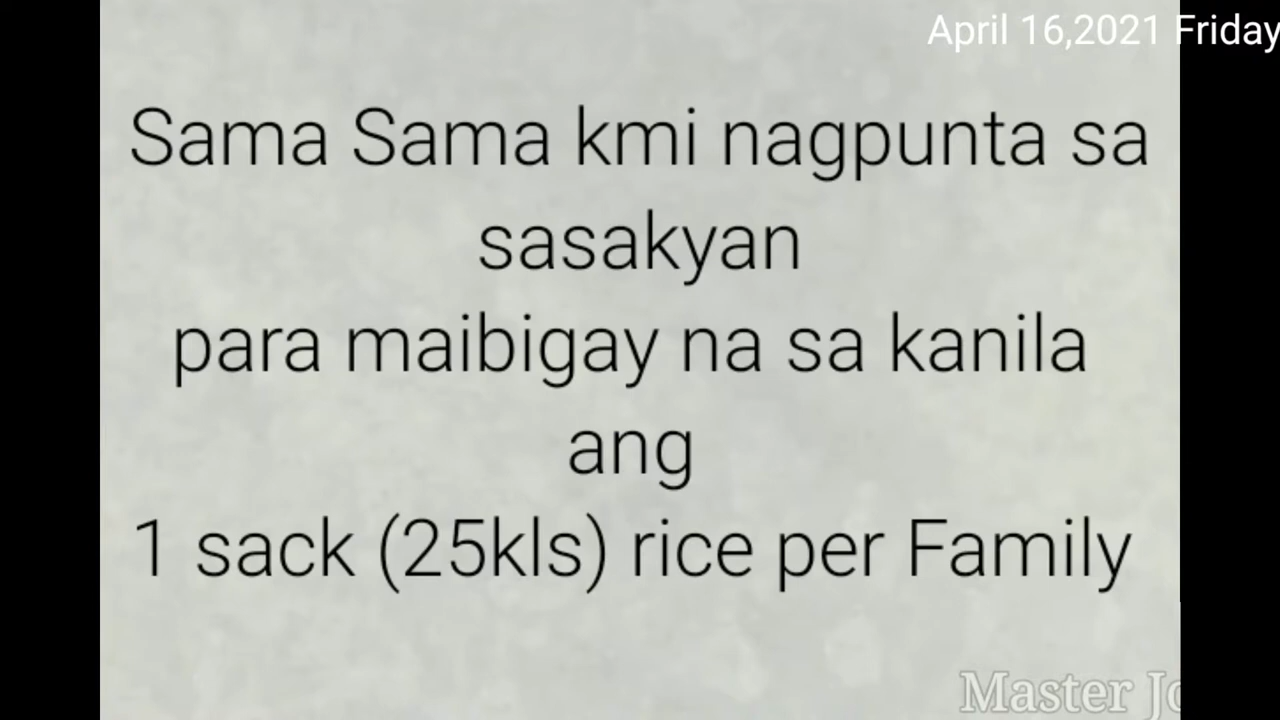 April 16,2021 Friday
Sama Sama kmi nagpunta sa
sasakyan
para maibigay na sa kanila
ang
1 sack (25kls) rice per Family
Master